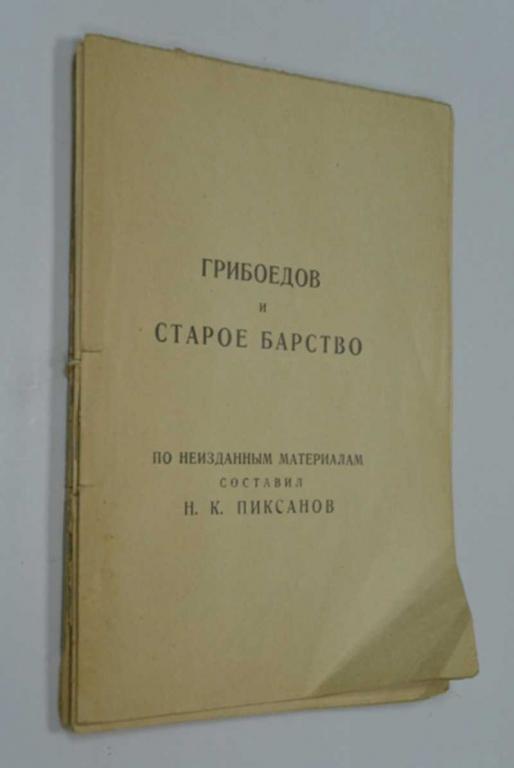 ГРИБОЕДОВ
И
СТАРОЕ БАРСТВО
ПО НЕИЗДАННЫМ МАТЕРИАЛАМ
СОСТАВИЛ
Н. К. ПИКСАНОВ